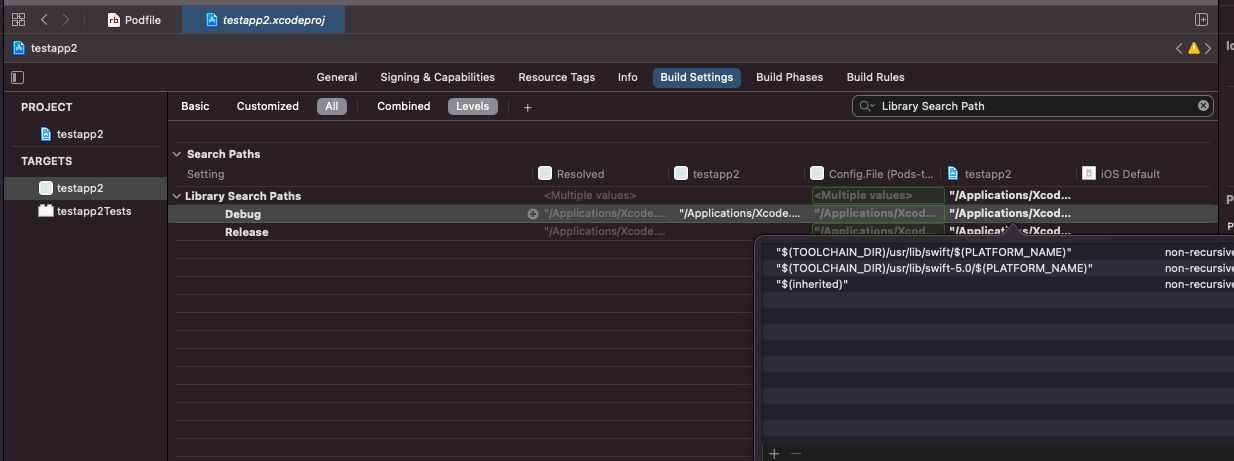 rb Podfile testapp2.xcodeproj
testapp2
General Signing & Capabilities Resource Tags Info Build Settings Build Phases Build Rules
Basic Customized All Combined Levels + Library Search Path
PROJECT
testapp2
TARGETS
testapp2
testapp2Tests
Search Paths
Setting Resolved testapp2 Config.File (Pods-t... testapp2 iOS Default
Library Search Paths <Multiple values> <Multiple values> "/Applications/Xcod...
Debug "/Applications/Xcode.... "/Applications/Xcode.... "/Applications/Xcod... "/Applications/Xcod...
Release "/Applications/Xcode.... "/Applications/Xcod... "/Applications/Xcod...
"$(TOOLCHAIN_DIR)/usr/lib/swift/$(PLATFORM_NAME)" non-recursive
"$(TOOLCHAIN_DIR)/usr/lib/swift-5.0/$(PLATFORM_NAME)" non-recursive
"$(inherited)" non-recursive